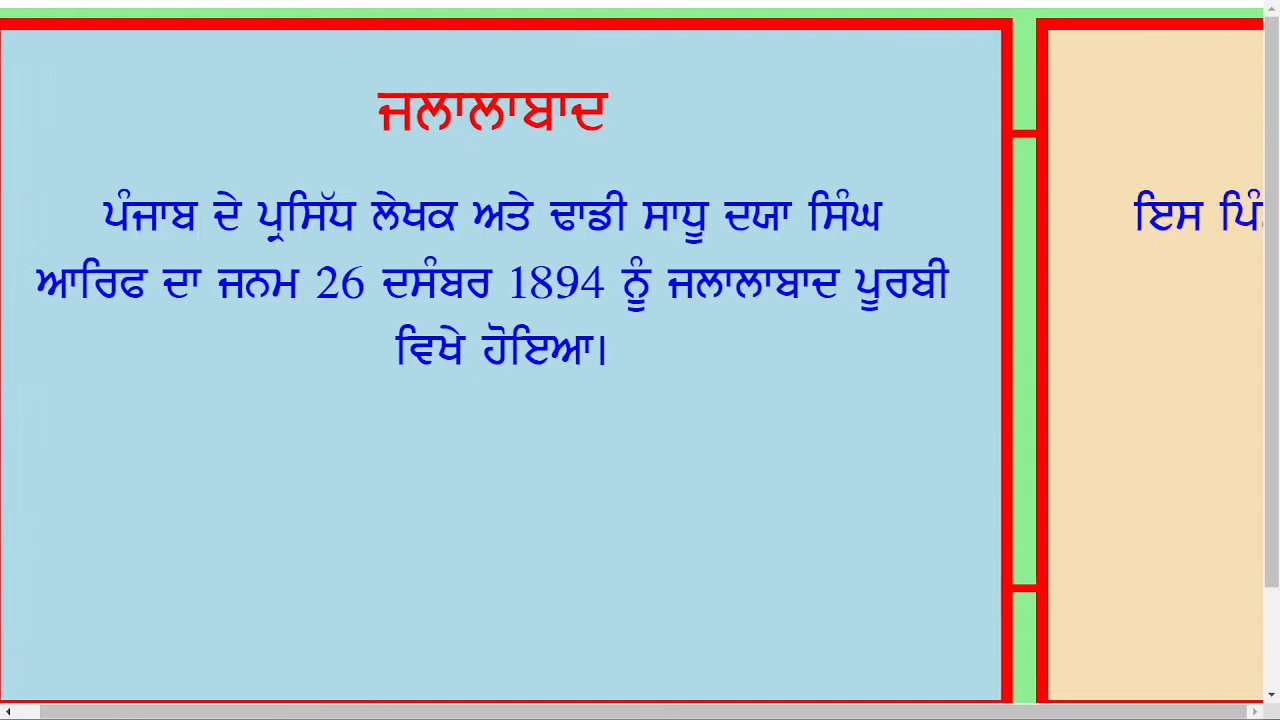 ਜਲਾਲਾਬਾਦ
ਪੰਜਾਬ ਦੇ ਪ੍ਰਸਿੱਧ ਲੇਖਕ ਅਤੇ ਢਾਡੀ ਸਾਧੂ ਦਯਾ ਸਿੰਘ
ਆਰਿਫ ਦਾ ਜਨਮ 26 ਦਸੰਬਰ 1894 ਨੂੰ ਜਲਾਲਾਬਾਦ ਪੂਰਬੀ
ਵਿਖੇ ਹੋਇਆ।
ਇਸ